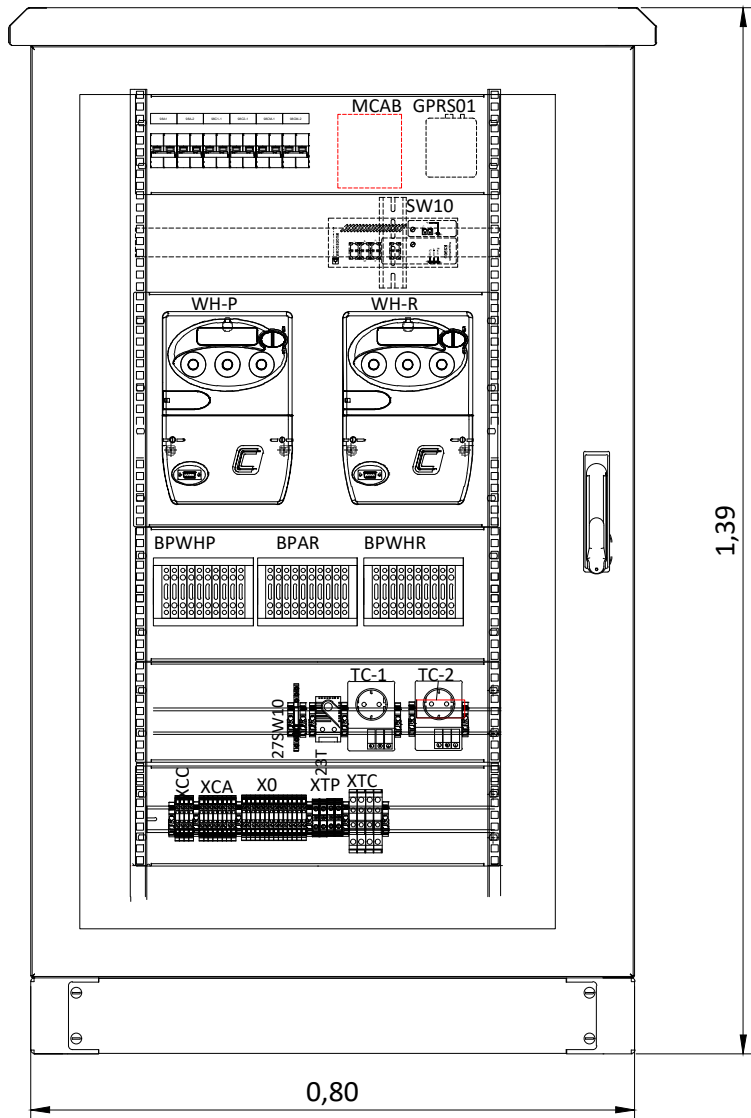 MCAB GPRS01
SW10
WH-P WH-R
BPWHP BPAR BPWHR
TC-1 TC-2
27SW10
23T
XCC XCA X0 XTP XTC
1,39
0,80